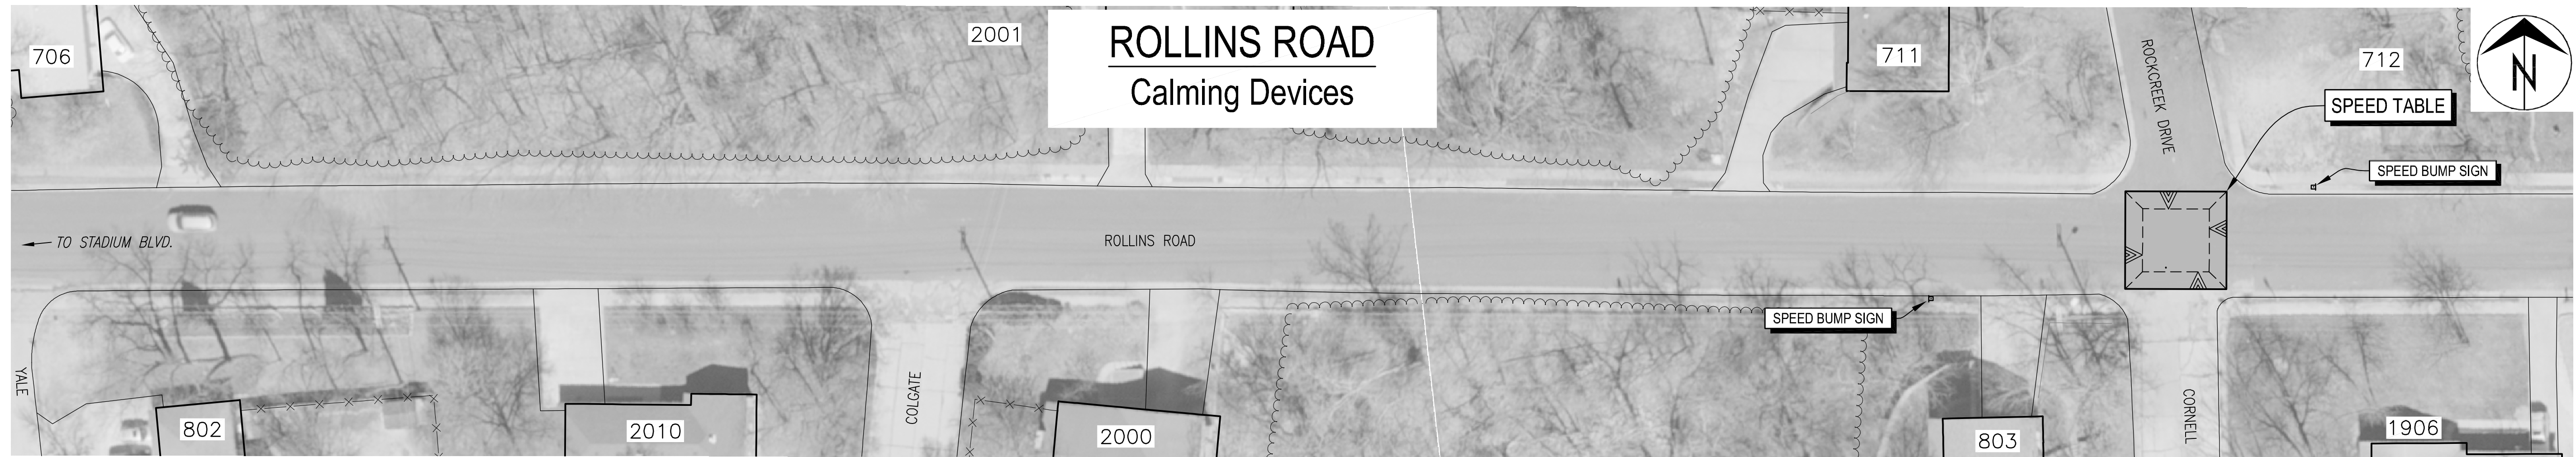 706
2001
ROLLINS ROAD
Calming Devices
711
ROCKCREEK DRIVE
712
N
SPEED TABLE
SPEED BUMP SIGN
TO STADIUM BLVD.
ROLLINS ROAD
SPEED BUMP SIGN
YALE
802
2010
COLGATE
2000
803
CORNELL
1906